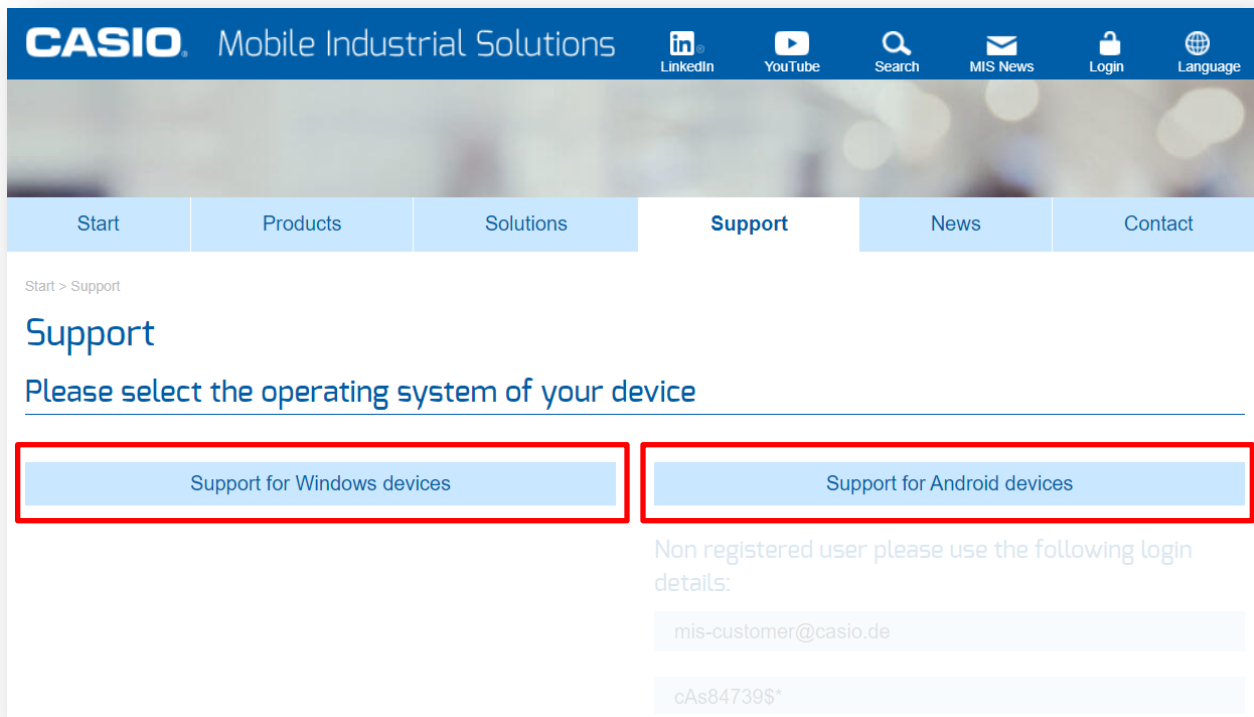 CASIO® Mobile Industrial Solutions
in®
LinkedIn
YouTube
Search
MIS News
Login
Language
Start
Products
Solutions
Support
News
Contact
Start > Support
Support
Please select the operating system of your device
Support for Windows devices
Support for Android devices
Non registered user please use the following login
details:
mis-customer@casio.de
cAs84739$*